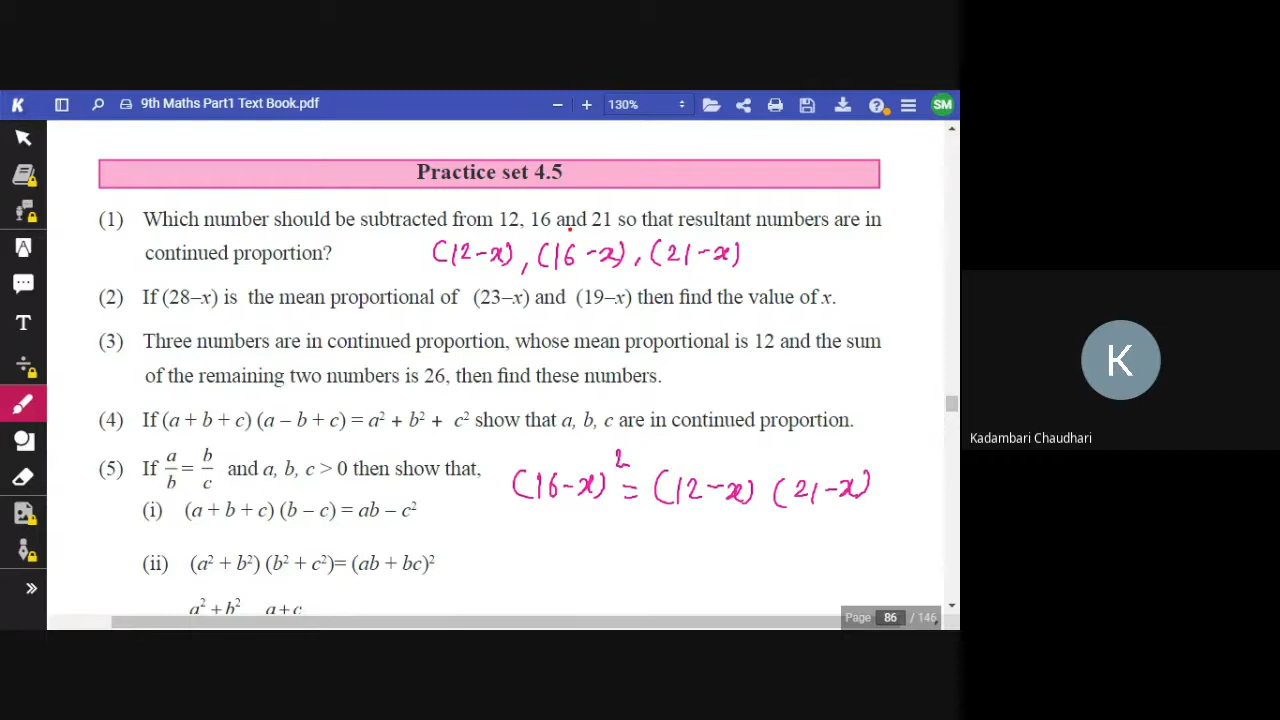 K
9th Maths Part1 Text Book.pdf
130%
SM
Practice set 4.5
(1) Which number should be subtracted from 12, 16 and 21 so that resultant numbers are in
continued proportion? (12-x), (16-x), (21-x)
(2) If (28–x) is the mean proportional of (23–x) and (19–x) then find the value of x.
(3) Three numbers are in continued proportion, whose mean proportional is 12 and the sum
of the remaining two numbers is 26, then find these numbers.
(4) If (a + b + c) (a – b + c) = a² + b² + c² show that a, b, c are in continued proportion.
(5) If a/b = b/c and a, b, c > 0 then show that,
(16-x)² = (12-x) (21-x)
(i) (a + b + c) (b – c) = ab – c²
(ii) (a² + b²) (b² + c²)= (ab + bc)²
a² + b² a + c
Page 86 / 146
K
Kadambari Chaudhari